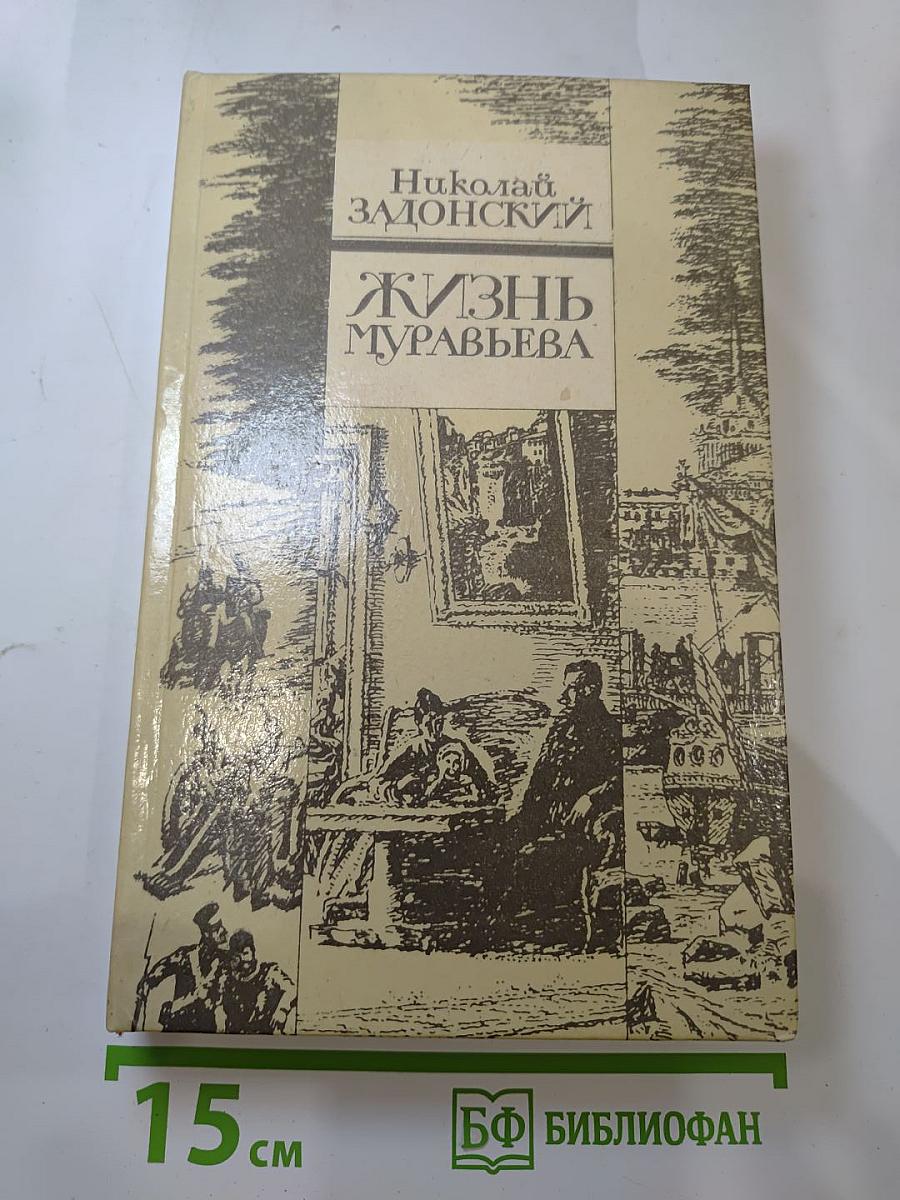 Николай
ЗАДОНСКИЙ
ЖИЗНЬ
МУРАВЬЕВА
15 см
БФ БИБЛИОФАН